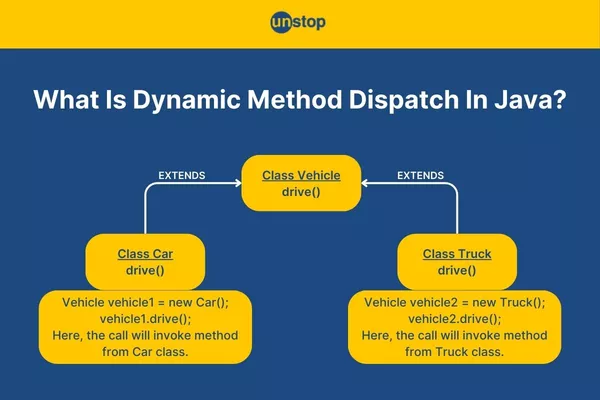 unstop
What Is Dynamic Method Dispatch In Java?
EXTENDS
EXTENDS
Class Vehicle
drive()
Class Car
drive()
Class Truck
drive()
Vehicle vehicle1 = new Car();
vehicle1.drive();
Here, the call will invoke method
from Car class.
Vehicle vehicle2 = new Truck();
vehicle2.drive();
Here, the call will invoke method
from Truck class.